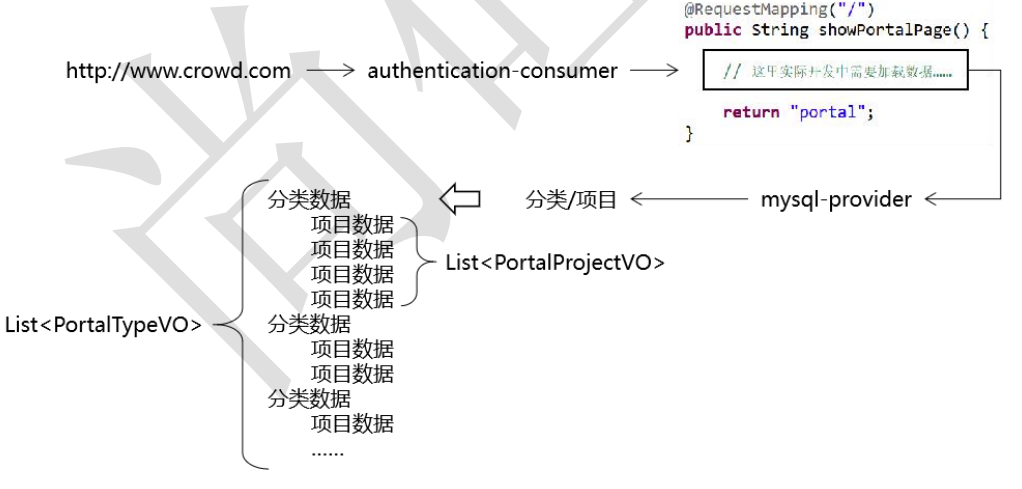 @RequestMapping("/")
public String showPortalPage() {
http://www.crowd.com
authentication-consumer
// 这里实际开发中需要加载数据……
return "portal";
}
分类数据
分类/项目
mysql-provider
项目数据
项目数据
List<PortalProjectVO>
项目数据
项目数据
List<PortalTypeVO>
分类数据
项目数据
项目数据
分类数据
项目数据
……